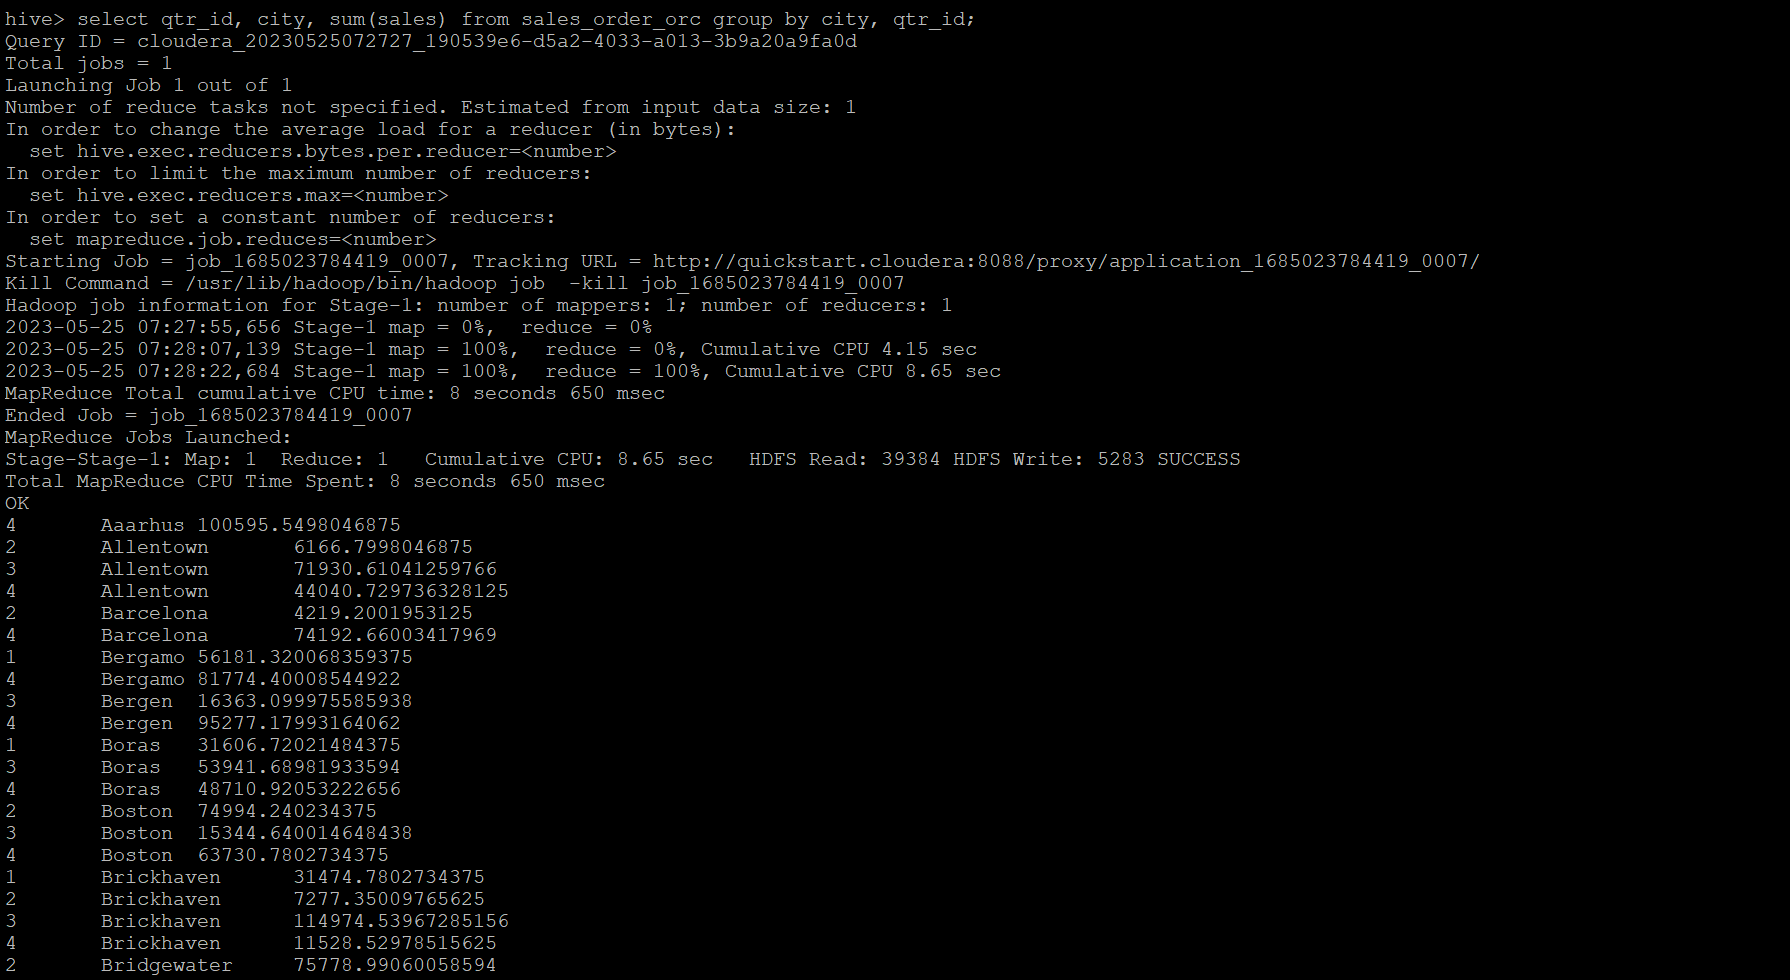 hive> select qtr_id, city, sum(sales) from sales_order_orc group by city, qtr_id;
Query ID = cloudera_20230525072727_190539e6-d5a2-4033-a013-3b9a20a9fa0d
Total jobs = 1
Launching Job 1 out of 1
Number of reduce tasks not specified. Estimated from input data size: 1
In order to change the average load for a reducer (in bytes):
  set hive.exec.reducers.bytes.per.reducer=<number>
In order to limit the maximum number of reducers:
  set hive.exec.reducers.max=<number>
In order to set a constant number of reducers:
  set mapreduce.job.reduces=<number>
Starting Job = job_1685023784419_0007, Tracking URL = http://quickstart.cloudera:8088/proxy/application_1685023784419_0007/
Kill Command = /usr/lib/hadoop/bin/hadoop job  -kill job_1685023784419_0007
Hadoop job information for Stage-1: number of mappers: 1; number of reducers: 1
2023-05-25 07:27:55,656 Stage-1 map = 0%,  reduce = 0%
2023-05-25 07:28:07,139 Stage-1 map = 100%,  reduce = 0%, Cumulative CPU 4.15 sec
2023-05-25 07:28:22,684 Stage-1 map = 100%,  reduce = 100%, Cumulative CPU 8.65 sec
MapReduce Total cumulative CPU time: 8 seconds 650 msec
Ended Job = job_1685023784419_0007
MapReduce Jobs Launched:
Stage-Stage-1: Map: 1  Reduce: 1   Cumulative CPU: 8.65 sec   HDFS Read: 39384 HDFS Write: 5283 SUCCESS
Total MapReduce CPU Time Spent: 8 seconds 650 msec
OK
4       Aaarhus 100595.5498046875
2       Allentown       6166.7998046875
3       Allentown       71930.61041259766
4       Allentown       44040.729736328125
2       Barcelona       4219.2001953125
4       Barcelona       74192.66003417969
1       Bergamo 56181.320068359375
4       Bergamo 81774.40008544922
3       Bergen  16363.099975585938
4       Bergen  95277.17993164062
1       Boras   31606.72021484375
3       Boras   53941.68981933594
4       Boras   48710.92053222656
2       Boston  74994.240234375
3       Boston  15344.640014648438
4       Boston  63730.7802734375
1       Brickhaven      31474.7802734375
2       Brickhaven      7277.35009765625
3       Brickhaven      114974.53967285156
4       Brickhaven      11528.52978515625
2       Bridgewater     75778.99060058594